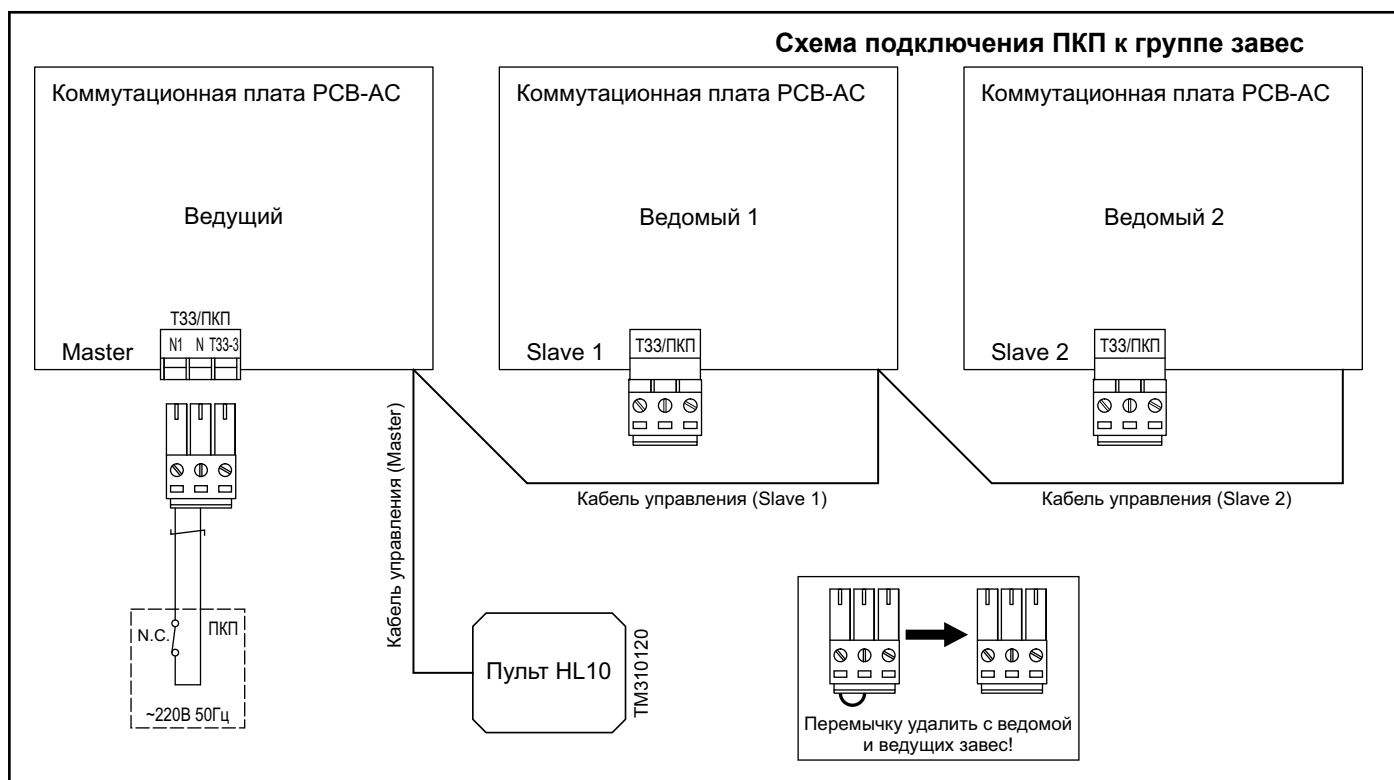 Схема подключения ПКП к группе завес
Коммутационная плата PCB-AC
Ведущий
ТЗЗ/ПКП
N1 N ТЗЗ-3
Master
Коммутационная плата PCB-AC
Ведомый 1
Slave 1
ТЗЗ/ПКП
Коммутационная плата PCB-AC
Ведомый 2
Slave 2
ТЗЗ/ПКП
Кабель управления (Master)
Кабель управления (Slave 1)
Кабель управления (Slave 2)
N.C.
ПКП
~220В 50Гц
Пульт HL10
TM310120
Перемычку удалить с ведомой
и ведущих завес!